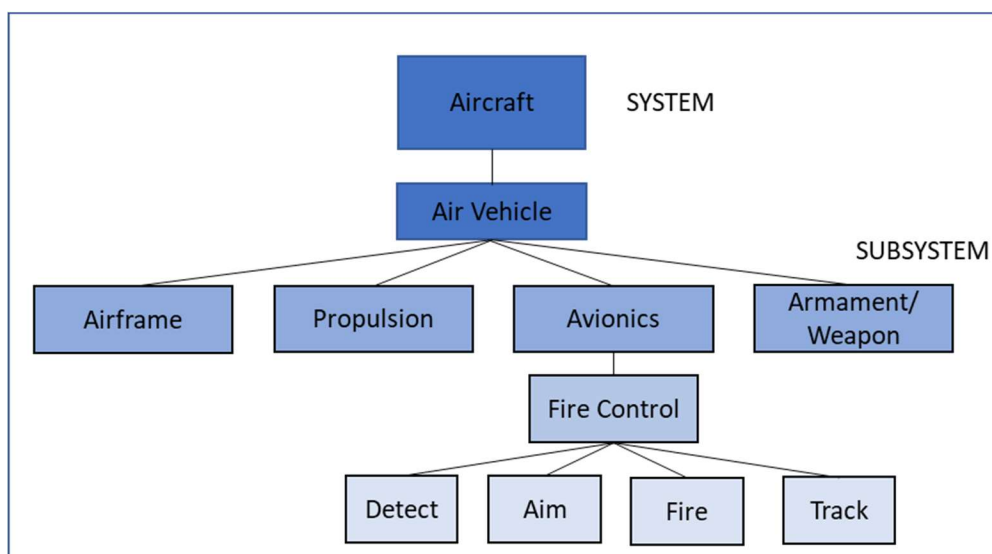 Aircraft
SYSTEM
Air Vehicle
SUBSYSTEM
Airframe
Propulsion
Avionics
Armament/
Weapon
Fire Control
Detect
Aim
Fire
Track